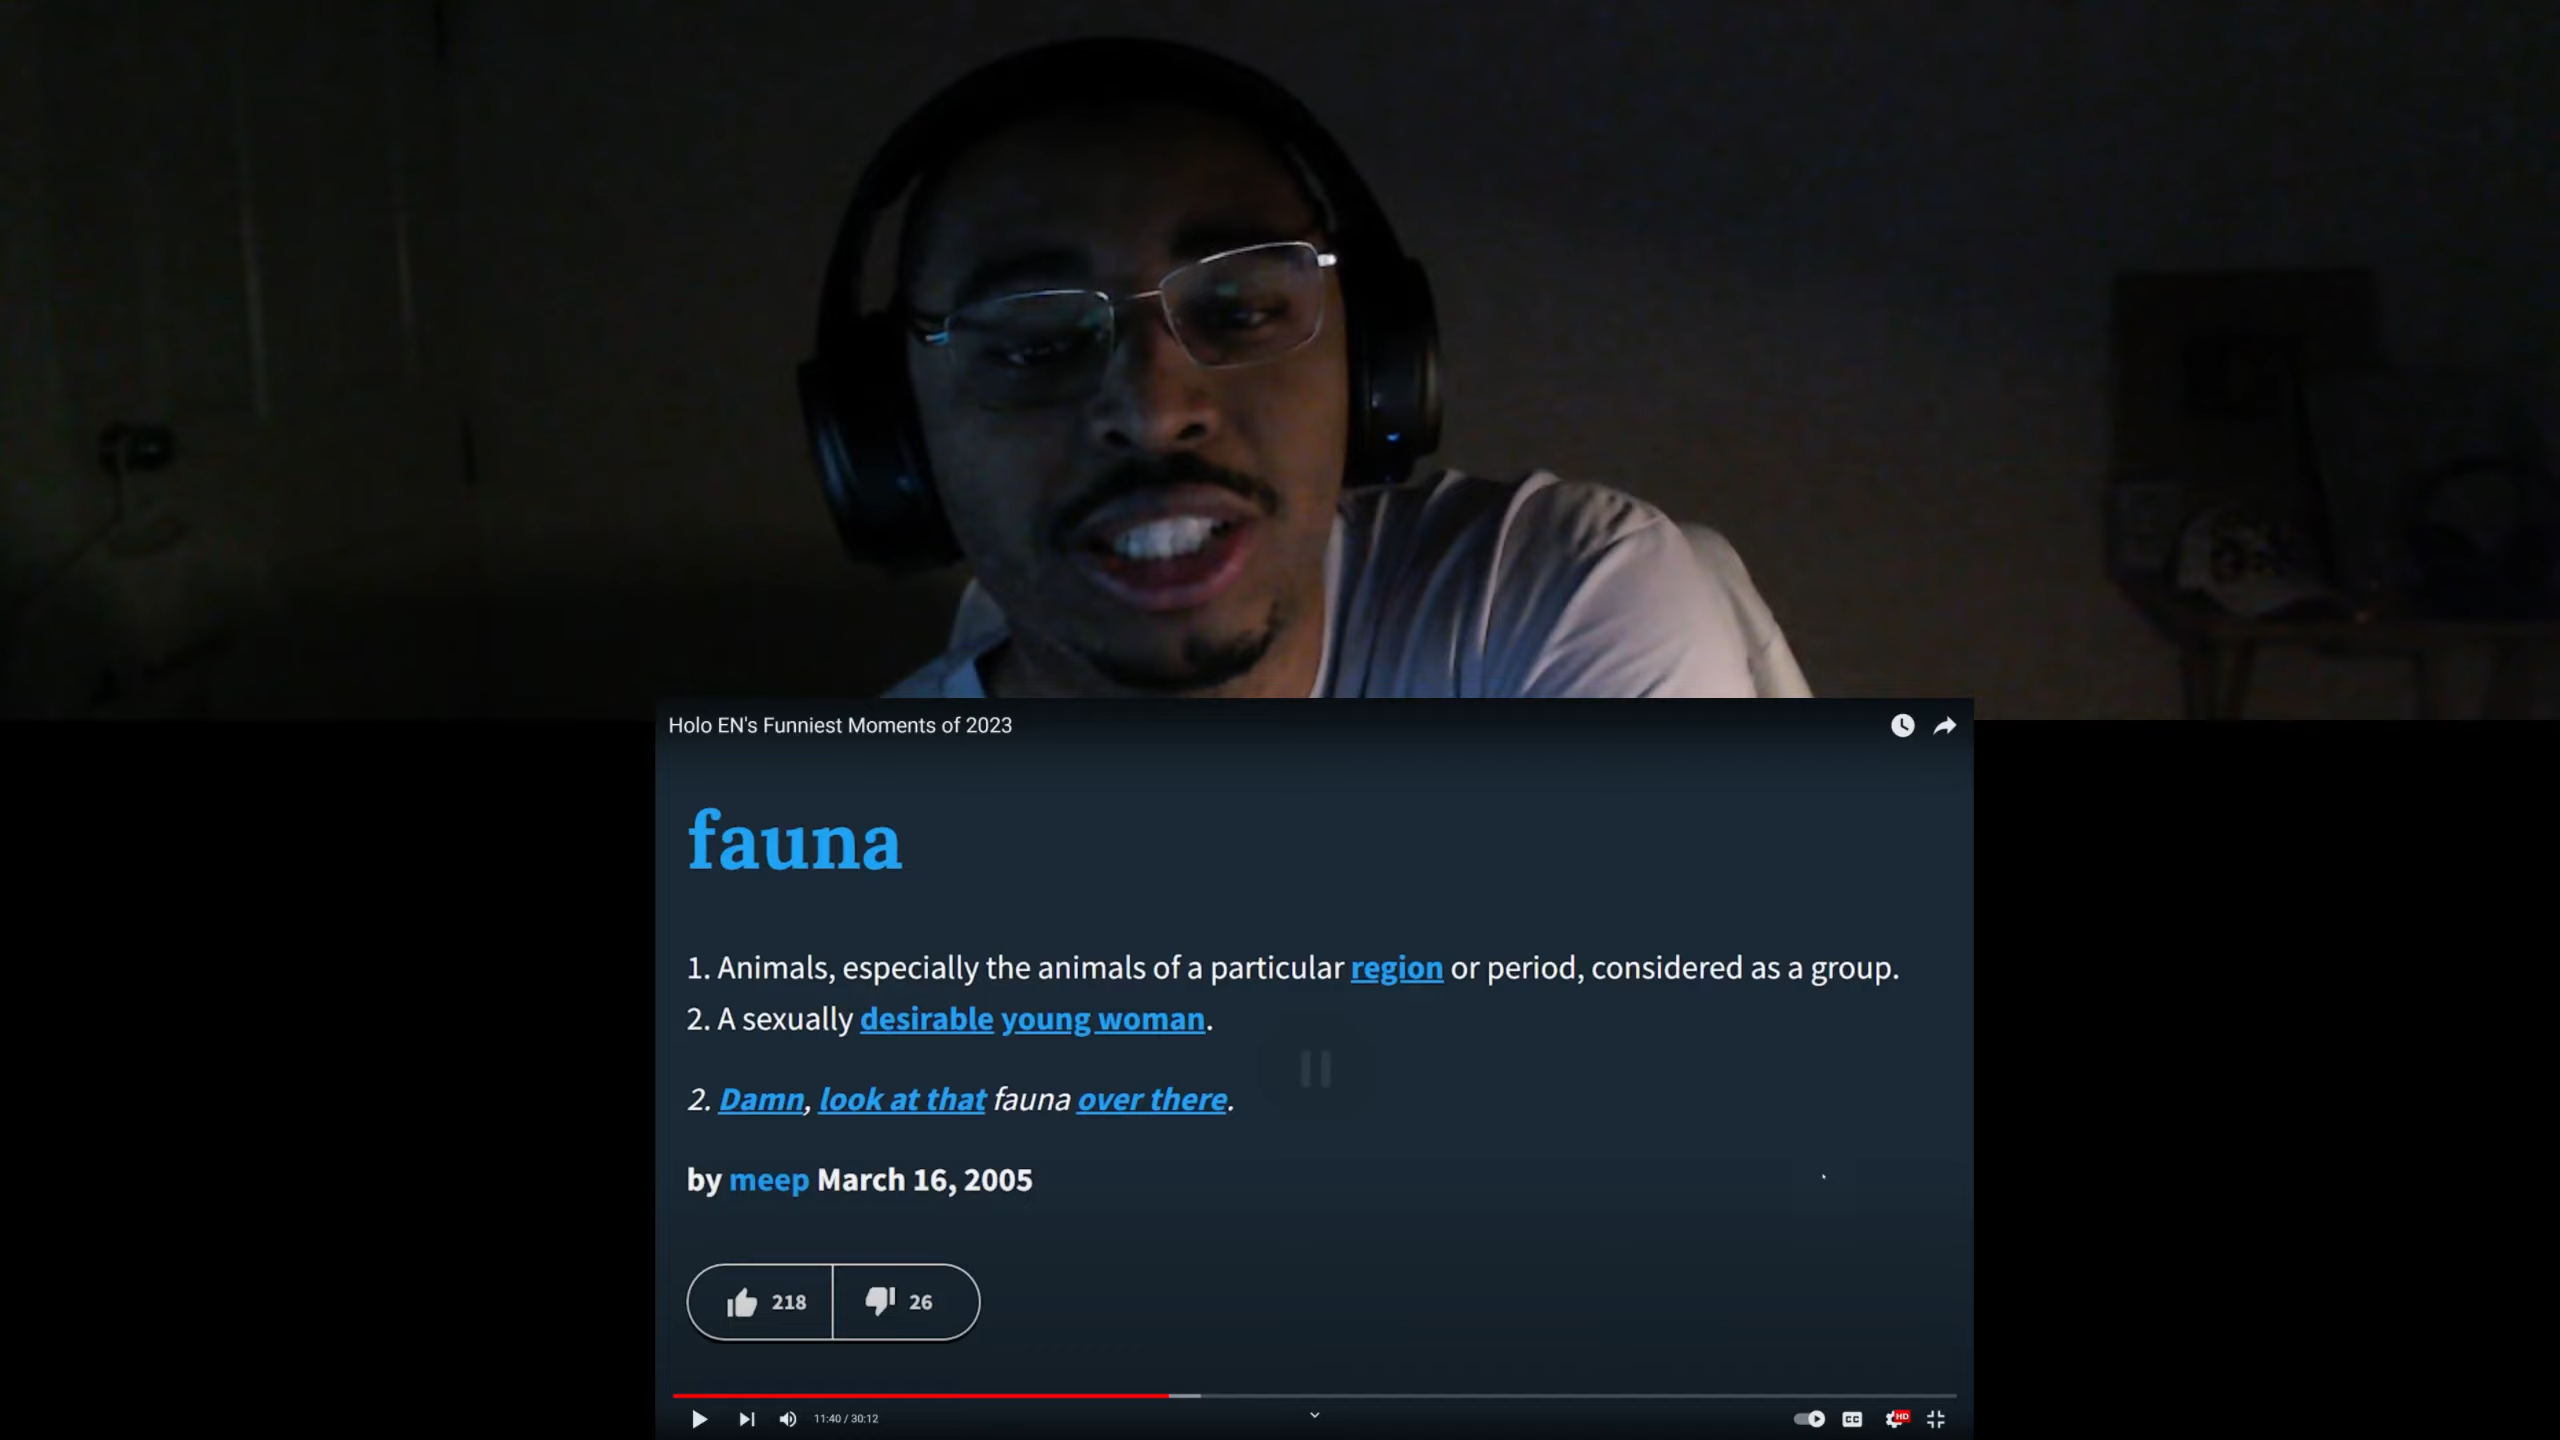 Holo EN's Funniest Moments of 2023
fauna
1. Animals, especially the animals of a particular region or period, considered as a group.
2. A sexually desirable young woman.
2. Damn, look at that fauna over there.
by meep March 16, 2005
218 26
11:40 / 30:12
CC HD